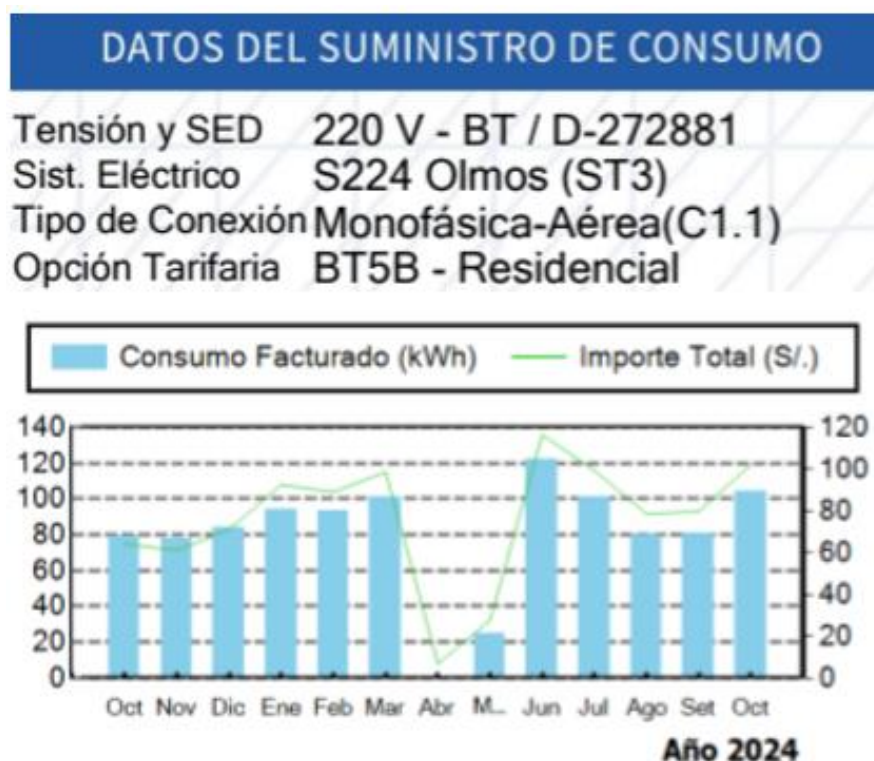 DATOS DEL SUMINISTRO DE CONSUMO
Tensión y SED 220 V - BT / D-272881
Sist. Eléctrico S224 Olmos (ST3)
Tipo de Conexión Monofásica-Aérea(C1.1)
Opción Tarifaria BT5B - Residencial
Consumo Facturado (kWh) Importe Total (S/.)
140 120
120 100
100 80
80 60
60 40
40 20
20 0
0
Oct Nov Dic Ene Feb Mar Abr M... Jun Jul Ago Set Oct
Año 2024